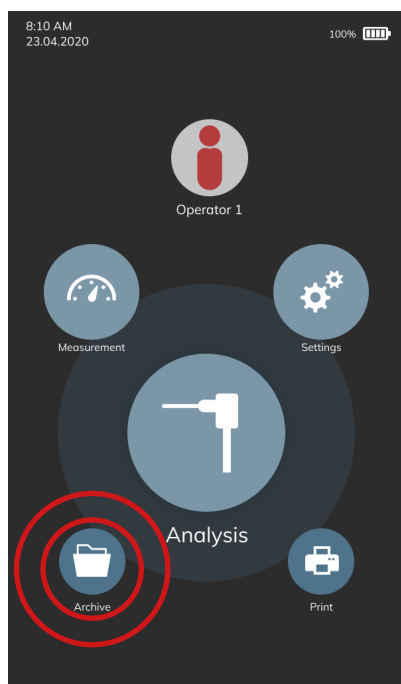 8:10 AM
23.04.2020
100%
Operator 1
Measurement
Settings
Analysis
Archive
Print